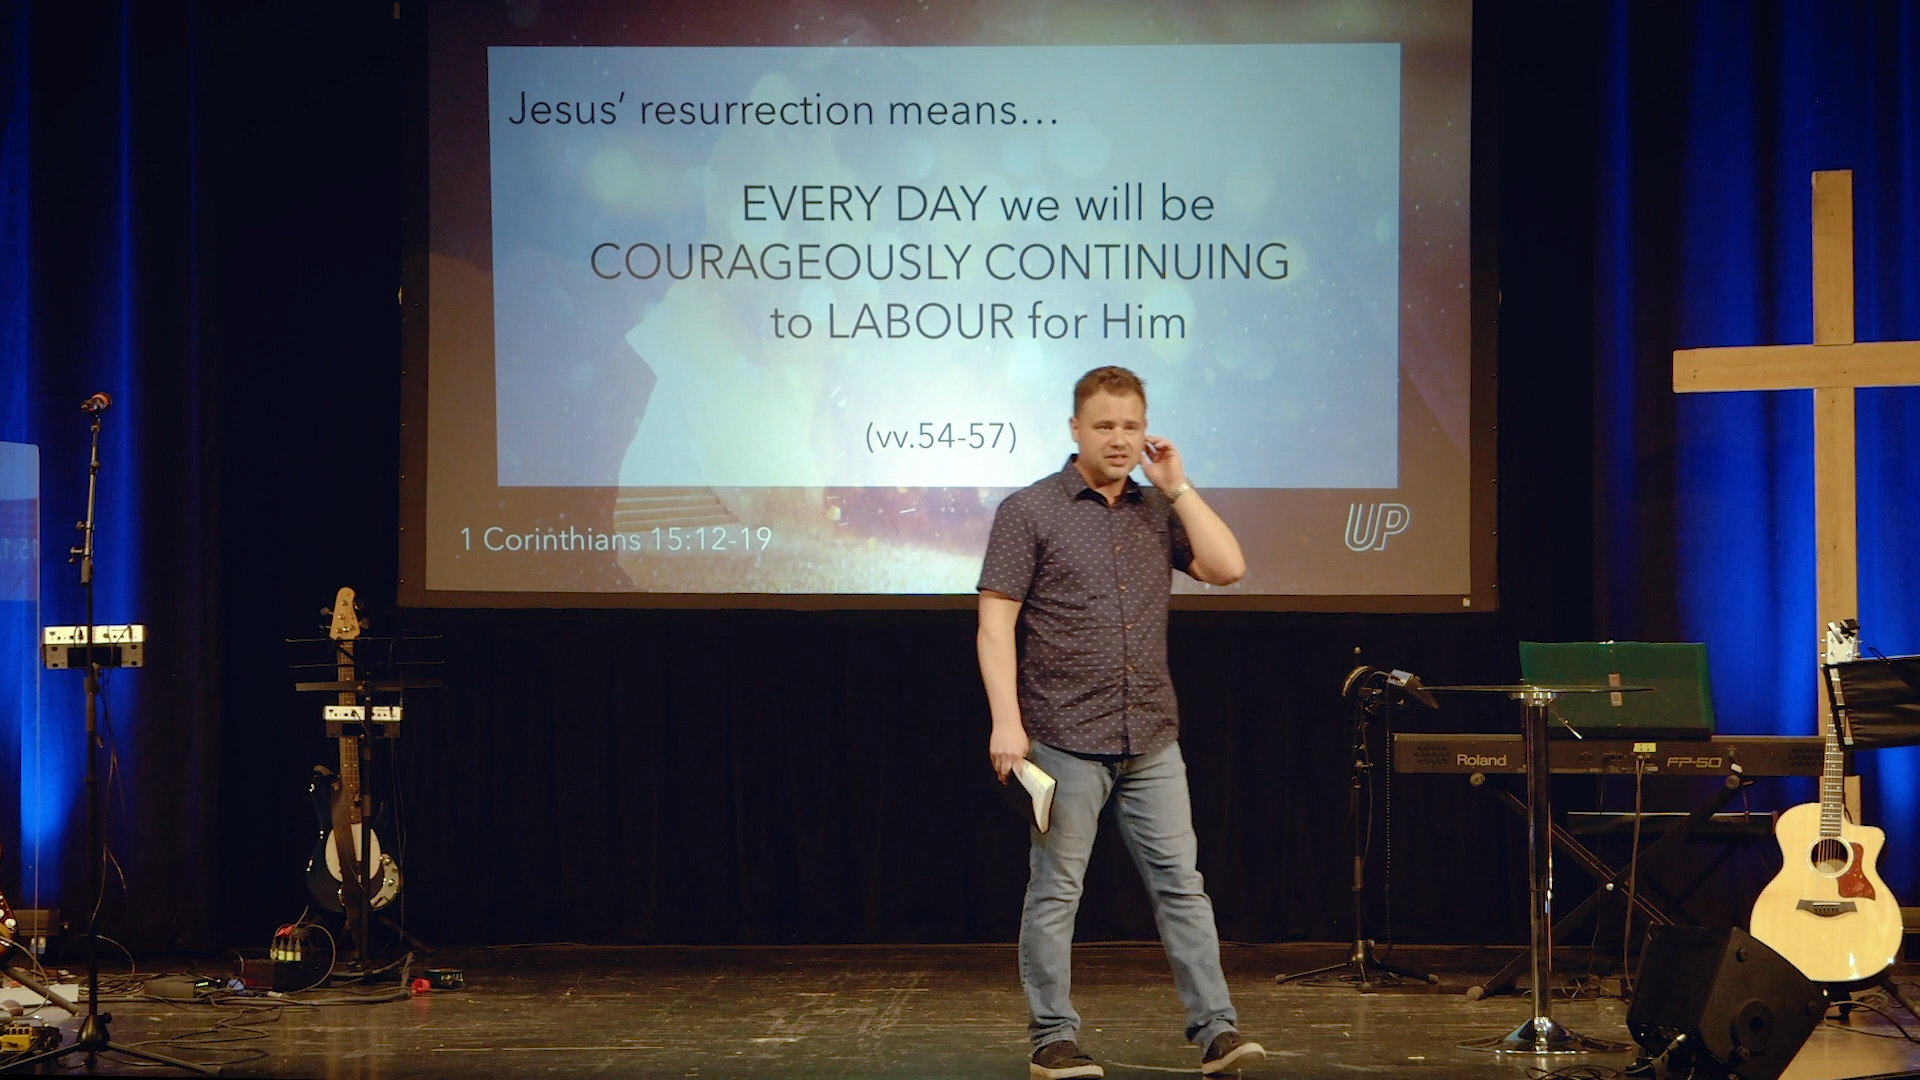 Jesus’ resurrection means…
EVERY DAY we will be
COURAGEOUSLY CONTINUING
to LABOUR for Him
(vv.54-57)
1 Corinthians 15:12-19
UP
Roland
FP-50